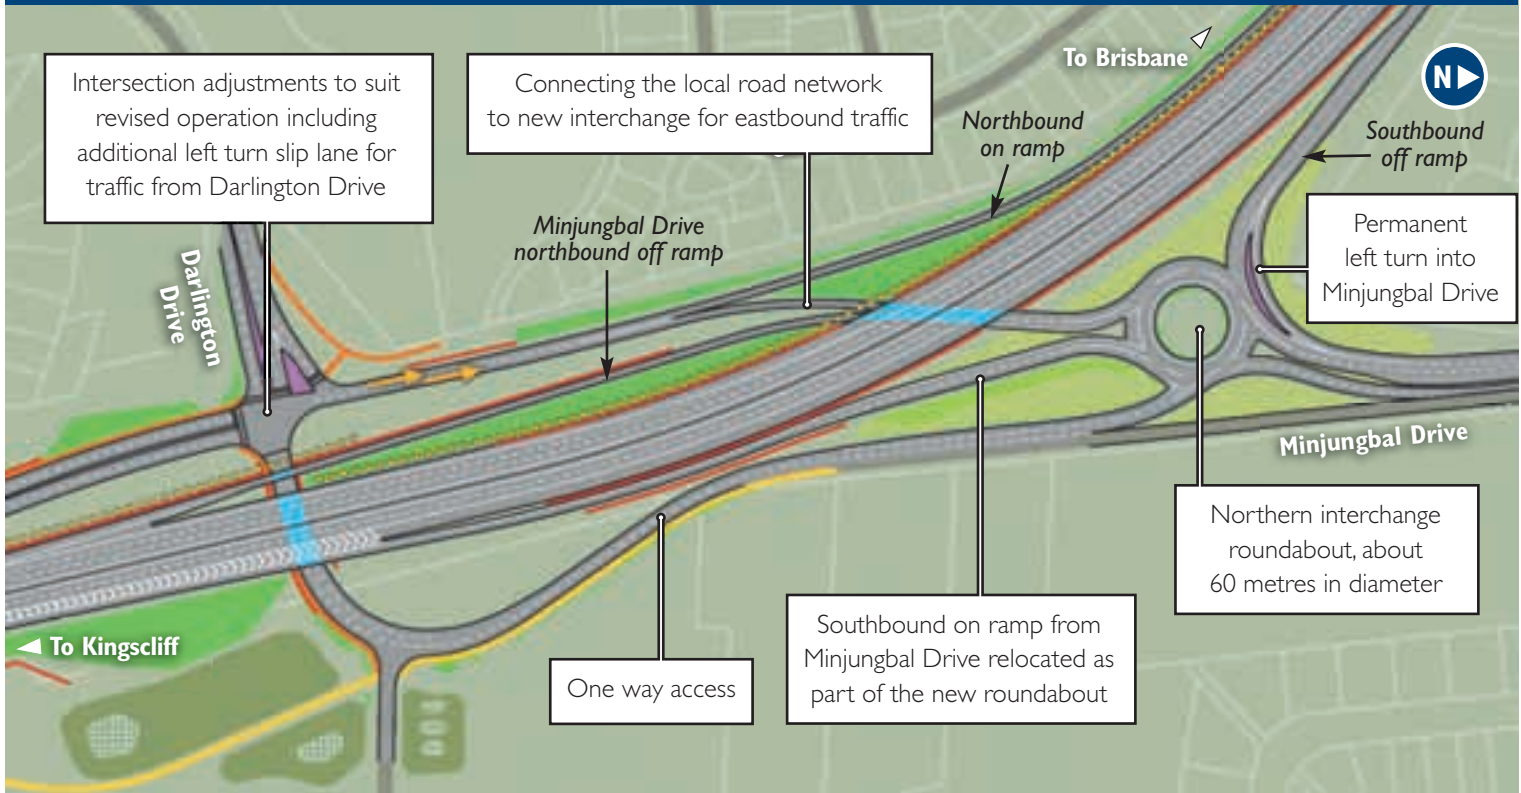 Intersection adjustments to suit
revised operation including
additional left turn slip lane for
traffic from Darlington Drive
Connecting the local road network
to new interchange for eastbound traffic
To Brisbane
N
Northbound
on ramp
Southbound
off ramp
Minjungbal Drive
northbound off ramp
Permanent
left turn into
Minjungbal Drive
Darlington
Drive
Minjungbal Drive
Northern interchange
roundabout, about
60 metres in diameter
To Kingscliff
One way access
Southbound on ramp from
Minjungbal Drive relocated as
part of the new roundabout